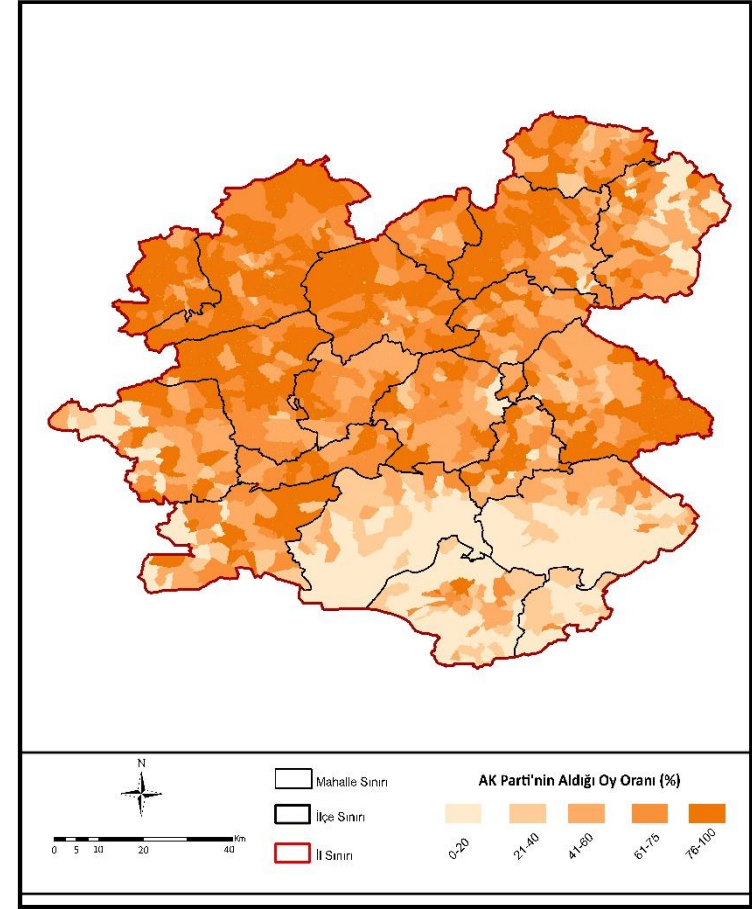 N
0 5 10 20 40 Km
Mahalle Sınırı
İlçe Sınırı
İl Sınırı
AK Parti'nin Aldığı Oy Oranı (%)
0-20 21-40 41-60 61-75 76-100